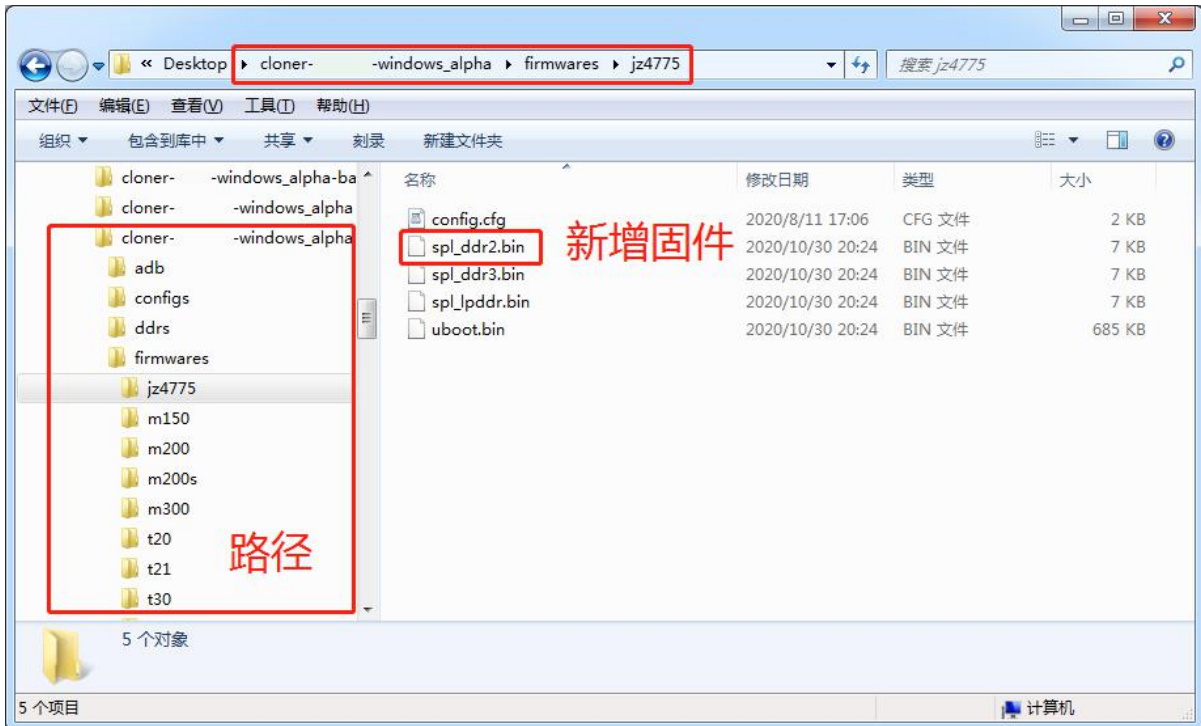 « Desktop ▸ cloner- -windows_alpha ▸ firmwares ▸ jz4775
搜索 jz4775
文件(F) 编辑(E) 查看(V) 工具(T) 帮助(H)
组织 包含到库中 共享 刻录 新建文件夹
cloner- -windows_alpha-ba
cloner- -windows_alpha
cloner- -windows_alpha
adb
configs
ddrs
firmwares
jz4775
m150
m200
m200s
m300
t20
t21
t30
路径
名称 修改日期 类型 大小
config.cfg 2020/8/11 17:06 CFG 文件 2 KB
spl_ddr2.bin 2020/10/30 20:24 BIN 文件 7 KB
新增固件
spl_ddr3.bin 2020/10/30 20:24 BIN 文件 7 KB
spl_lpddr.bin 2020/10/30 20:24 BIN 文件 7 KB
uboot.bin 2020/10/30 20:24 BIN 文件 685 KB
5 个对象
5 个项目
计算机